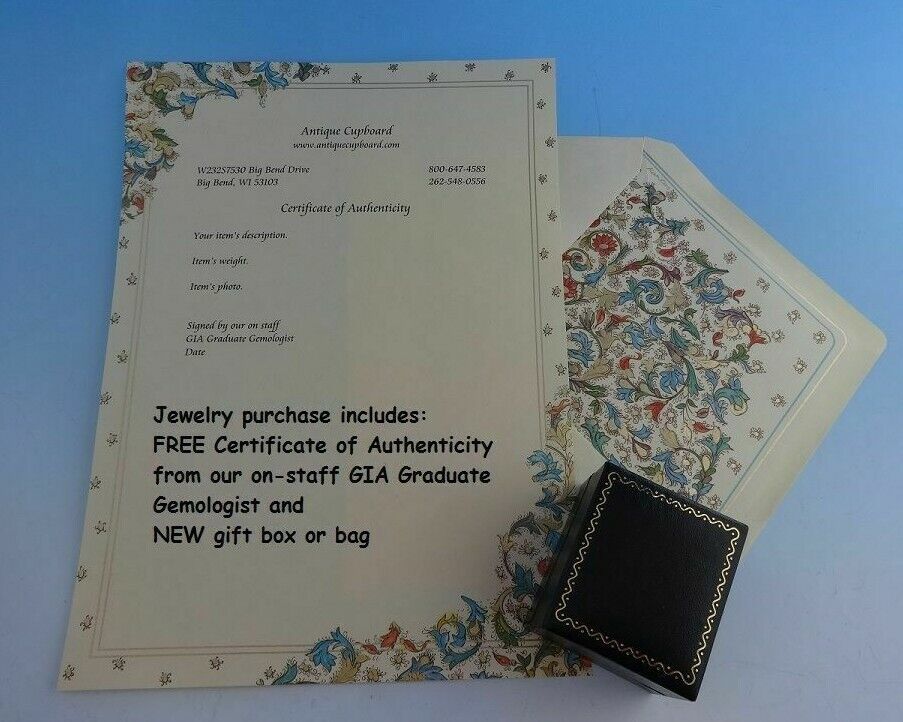 Antique Cupboard
www.antiquecupboard.com
W232S7530 Big Bend Drive 800-647-4583
Big Bend, WI 53103 262-548-0556
Certificate of Authenticity
Your item's description.
Item's weight.
Item's photo.
Signed by our on staff
GIA Graduate Gemologist
Date
Jewelry purchase includes:
FREE Certificate of Authenticity
from our on-staff GIA Graduate
Gemologist and
NEW gift box or bag